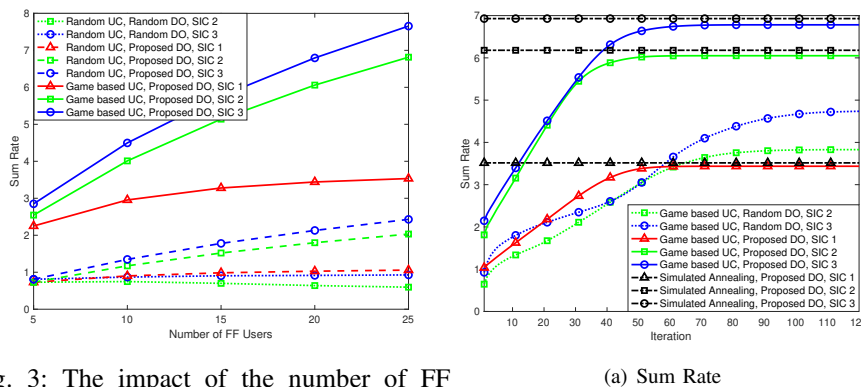 8
7
6
5
4
3
2
1
0
Sum Rate
Random UC, Random DO, SIC 2
Random UC, Random DO, SIC 3
Random UC, Proposed DO, SIC 1
Random UC, Proposed DO, SIC 2
Random UC, Proposed DO, SIC 3
Game based UC, Proposed DO, SIC 1
Game based UC, Proposed DO, SIC 2
Game based UC, Proposed DO, SIC 3
5 10 15 20 25
Number of FF Users
g. 3: The impact of the number of FF
7
6
5
4
3
2
1
0
Sum Rate
Game based UC, Random DO, SIC 2
Game based UC, Random DO, SIC 3
Game based UC, Proposed DO, SIC 1
Game based UC, Proposed DO, SIC 2
Game based UC, Proposed DO, SIC 3
Simulated Annealing, Proposed DO, SIC 1
Simulated Annealing, Proposed DO, SIC 2
Simulated Annealing, Proposed DO, SIC 3
10 20 30 40 50 60 70 80 90 100 110 12
Iteration
(a) Sum Rate